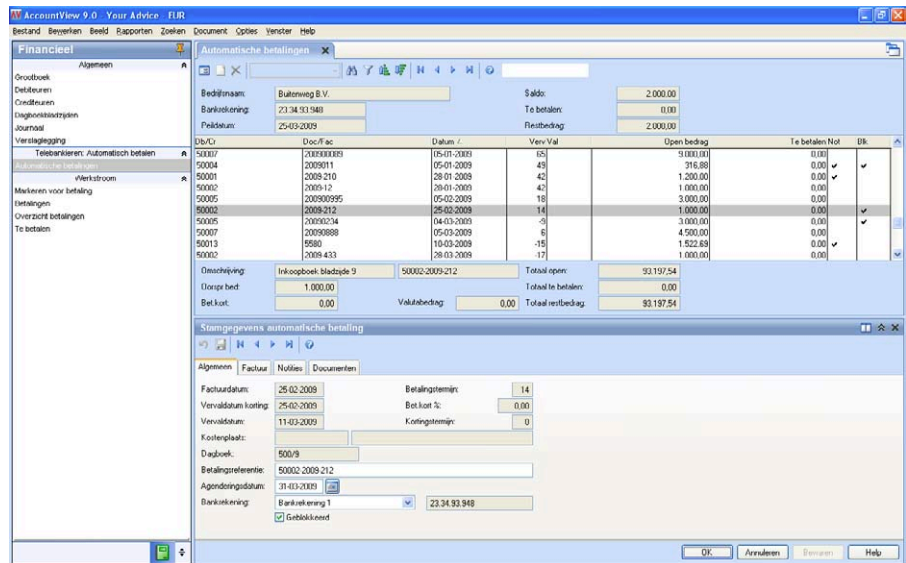 AccountView 9.0 - Your Advice - EUR
Bestand Bewerken Beeld Rapporten Zoeken Document Opties Venster Help
Financieel
Algemeen
Grootboek
Debiteuren
Crediteuren
Dagboekbladzijden
Journaal
Verslaglegging
Telebankieren: Automatisch betalen
Automatische betalingen
Werkstroom
Markeren voor betaling
Betalingen
Overzicht betalingen
Te betalen
Automatische betalingen
Bedrijfsnaam: Buitenweg B.V. Saldo: 2.000,00
Bankrekening: 23.34.93.948 Te betalen: 0,00
Peildatum: 25-03-2009 Restbedrag: 2.000,00
Db/Cr Doc/Fac Datum Verv Val Open bedrag Te betalen Not Blk
50007 200900089 05-01-2009 65 9.000,00 0,00
50004 2009011 05-01-2009 49 316,80 0,00
50001 2009-210 28-01-2009 42 1.200,00 0,00
50002 2009-12 28-01-2009 42 1.000,00 0,00
50005 200900995 05-02-2009 18 3.000,00 0,00
50002 2009-212 25-02-2009 14 1.000,00 0,00
50005 20090234 04-03-2009 -9 3.000,00 0,00
50007 20090888 05-03-2009 6 4.500,00 0,00
50013 5580 10-03-2009 -15 1.522,69 0,00
50002 2009-433 28-03-2009 -17 1.000,00 0,00
Omschrijving: Inkoopboek bladzijde 9 50002-2009-212 Totaal open: 93.197,54
Oorspr bed: 1.000,00 Totaal te betalen: 0,00
Bet.kort: 0,00 Valutabedrag: 0,00 Totaal restbedrag: 93.197,54
Stamgegevens automatische betaling
Algemeen Factuur Notities Documenten
Factuurdatum: 25-02-2009 Betalingstermijn: 14
Vervaldatum korting: 25-02-2009 Bet.kort %: 0,00
Vervaldatum: 11-03-2009 Kortingstermijn: 0
Kostenplaats:
Dagboek: 500/9
Betalingsreferentie: 50002-2009-212
Agenderingsdatum: 31-03-2009
Bankrekening: Bankrekening 1 23.34.93.948
Geblokkeerd
OK Annuleren Bewaren Help